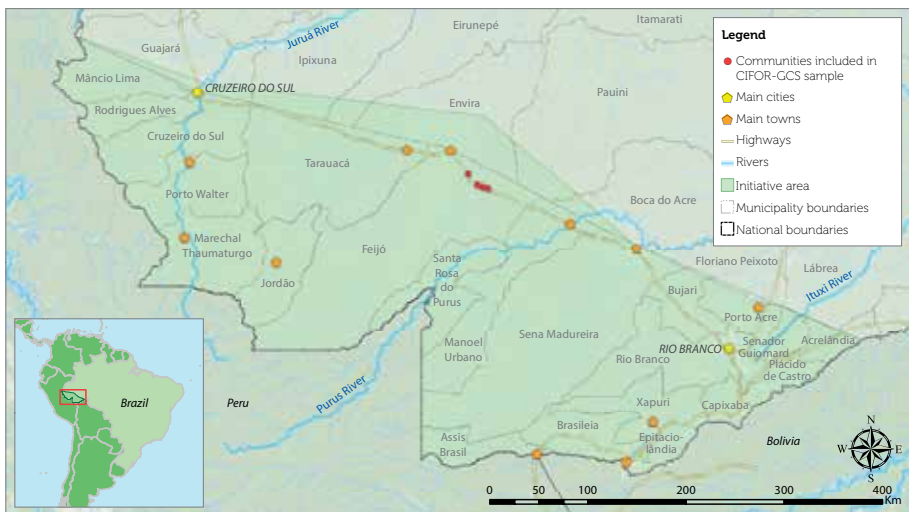 Itamarati
Eirunepé
Guajará
Juruá River
Ipixuna
Mâncio Lima
CRUZEIRO DO SUL
Envira
Pauini
Rodrigues Alves
Cruzeiro do Sul
Tarauacá
Porto Walter
Boca do Acre
Marechal
Thaumaturgo
Feijó
Jordão
Santa
Rosa
do
Purus
Floriano Peixoto
Lábrea
Ituxi River
Bujari
Porto Acre
Manoel
Urbano
Sena Madureira
RIO BRANCO
Senador
Guiomard
Acrelândia
Plácido
de Castro
Rio Branco
Purus River
Xapuri
Capixaba
Brasileia
Epitacio-
lândia
Assis
Brasil
Peru
Bolivia
Brazil
Legend
Communities included in
CIFOR-GCS sample
Main cities
Main towns
Highways
Rivers
Initiative area
Municipality boundaries
National boundaries
N
W E
S
0 50 100 200 300 400
Km